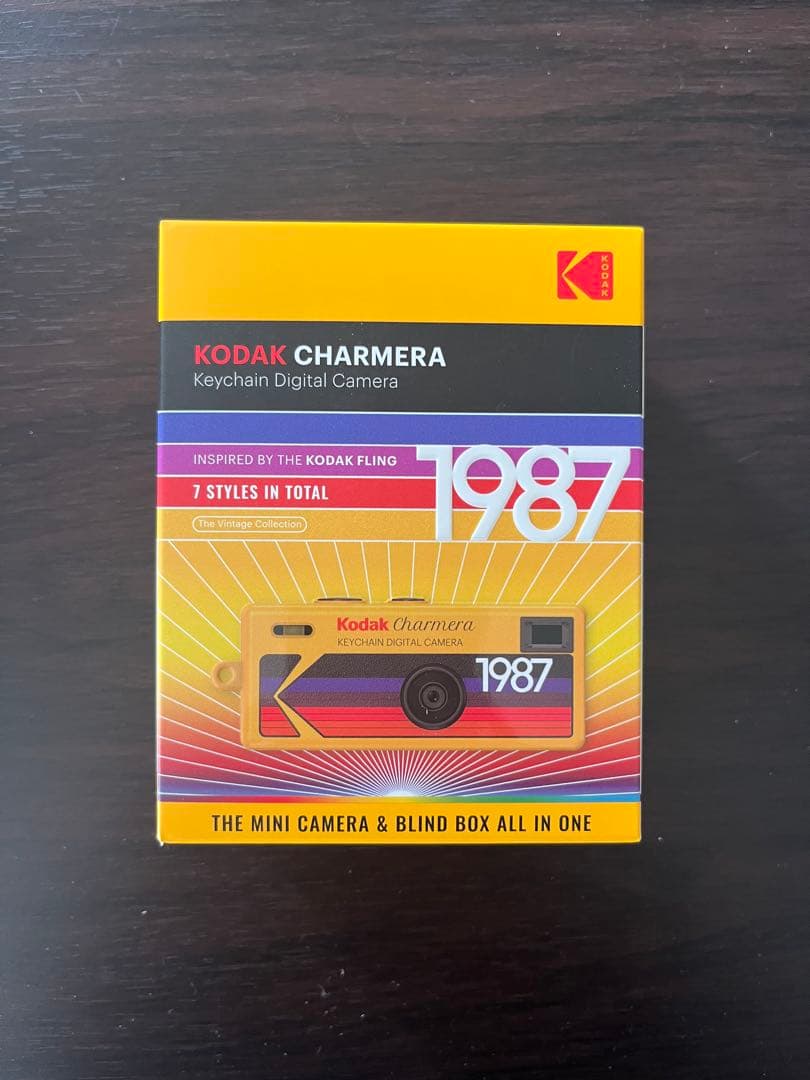 KODAK
KODAK CHARMERA
Keychain Digital Camera
INSPIRED BY THE KODAK FLING
1987
7 STYLES IN TOTAL
The Vintage Collection
Kodak Charmera
KEYCHAIN DIGITAL CAMERA
1987
THE MINI CAMERA & BLIND BOX ALL IN ONE